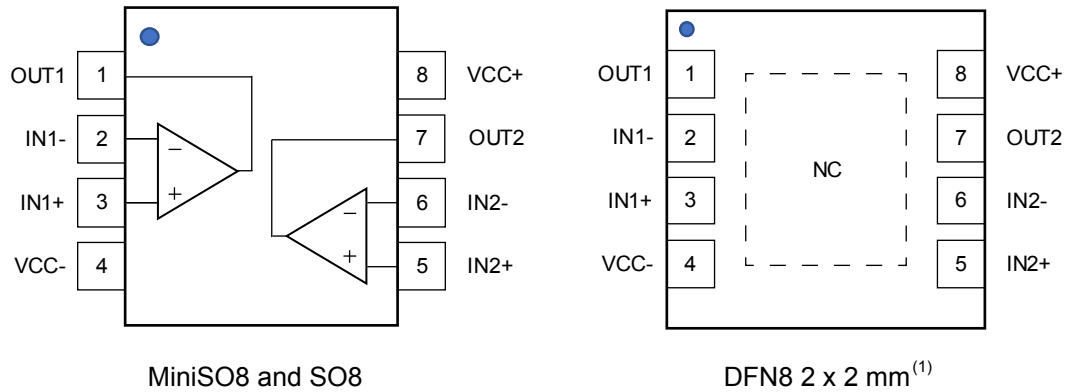 OUT1 1 8 VCC+
IN1- 2 − 7 OUT2
IN1+ 3 + − 6 IN2-
VCC- 4 + 5 IN2+
MiniSO8 and SO8
OUT1 1 8 VCC+
IN1- 2 7 OUT2
NC
IN1+ 3 6 IN2-
VCC- 4 5 IN2+
DFN8 2 x 2 mm(1)